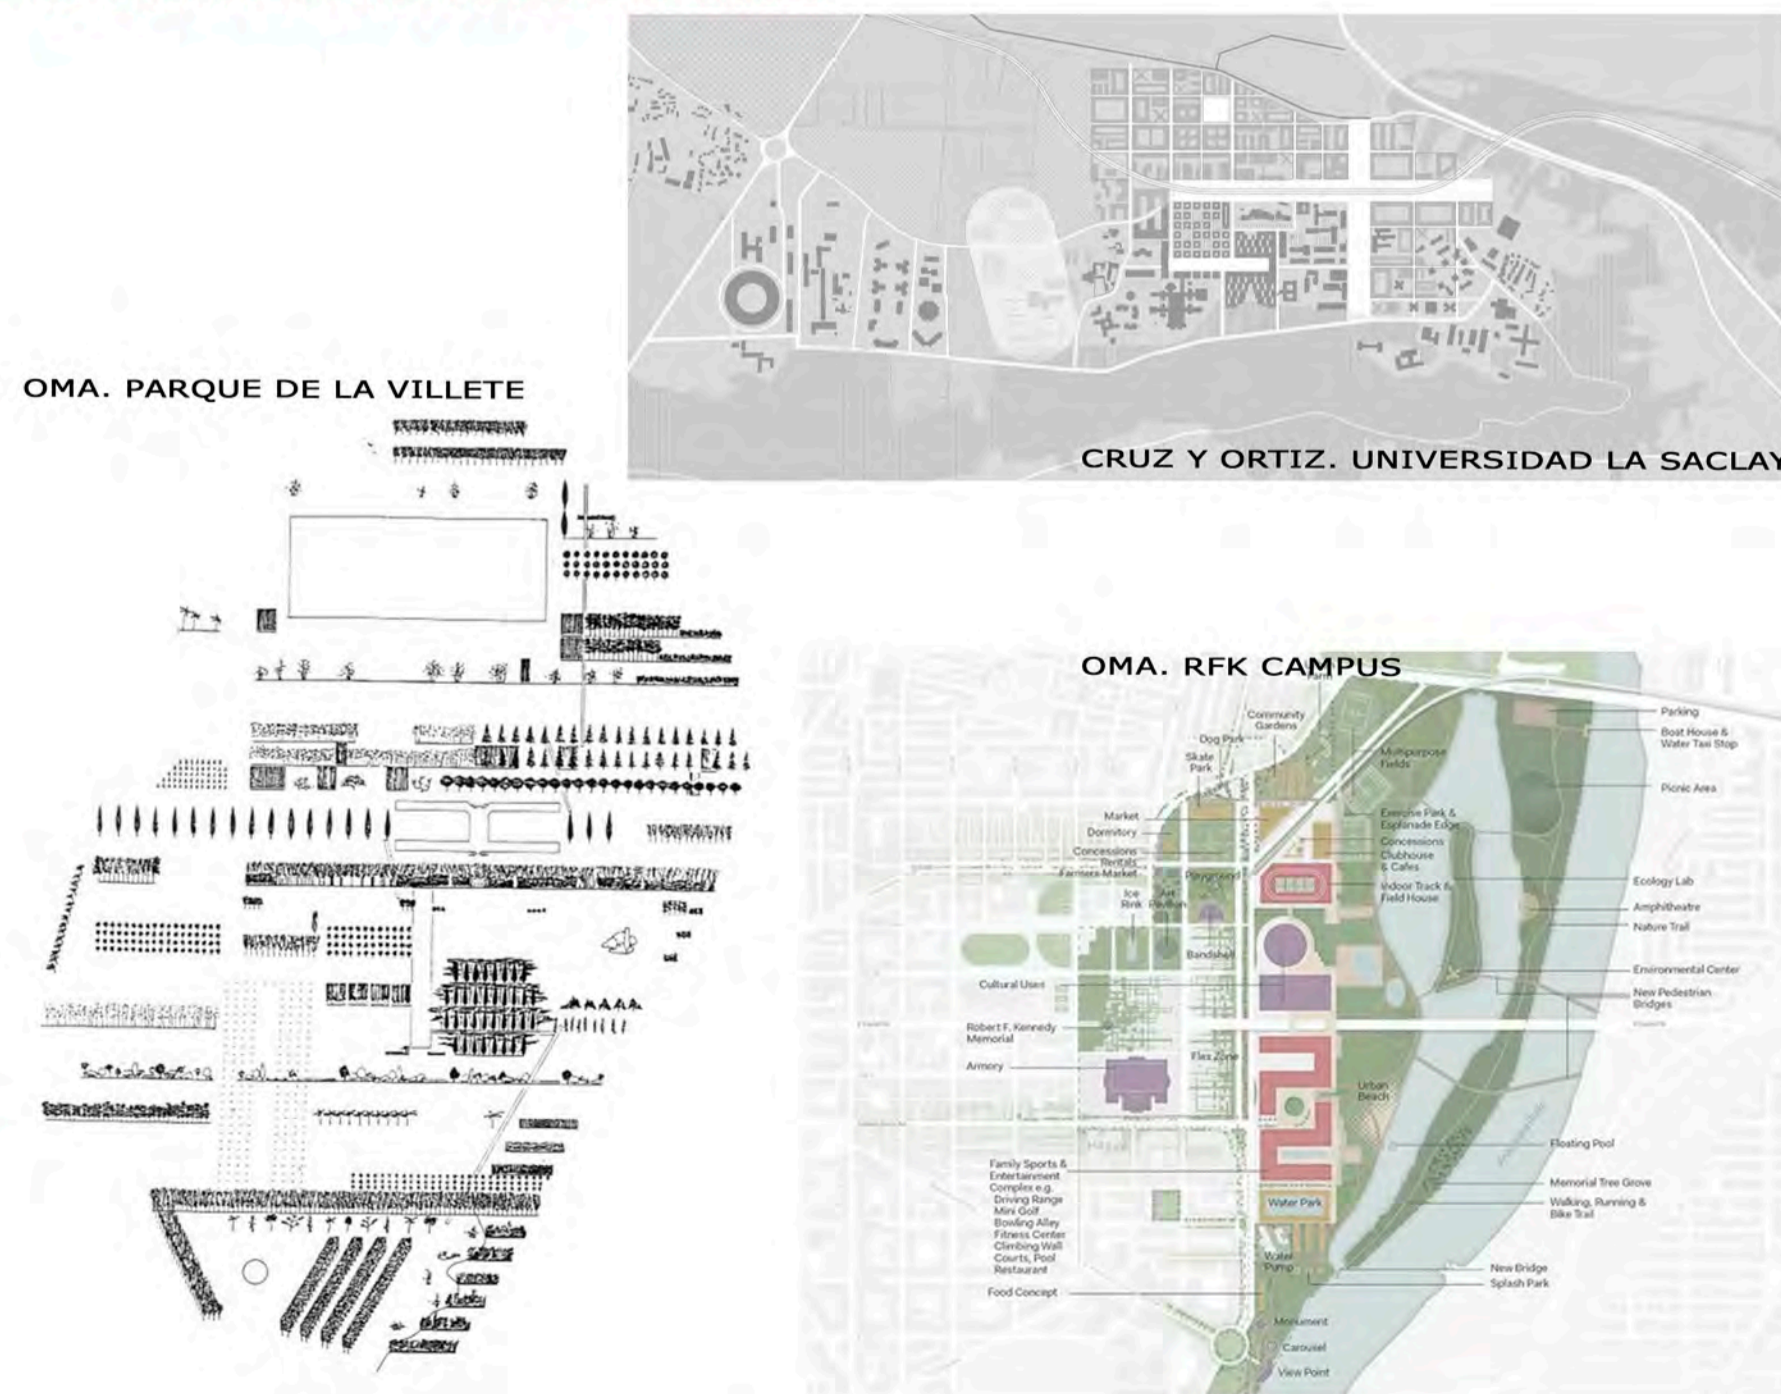 CRUZ Y ORTIZ. UNIVERSIDAD LA SACLAY
OMA. PARQUE DE LA VILLETE
OMA. RFK CAMPUS
Farm
Community
Gardens
Dog Park
Skate
Park
Multipurpose
Fields
Market
Dormitory
Concessions
Rentals
Farmers Market
Ice
Rink
Art
Pavilion
Playground
Exercise Park &
Esplanade Edge
Concessions
Clubhouse
& Cafes
Indoor Track &
Field House
Bandshell
Cultural Uses
Robert F. Kennedy
Memorial
Armory
Flex Zone
Urban
Beach
Family Sports &
Entertainment
Complex e.g.
Driving Range
Mini Golf
Bowling Alley
Fitness Center
Climbing Wall
Courts, Pool
Restaurant
Food Concept
Water Park
Water
Pump
Monument
Carousel
View Point
Parking
Boat House &
Water Taxi Stop
Picnic Area
Ecology Lab
Amphitheatre
Nature Trail
Environmental Center
New Pedestrian
Bridges
Floating Pool
Memorial Tree Grove
Walking, Running &
Bike Trail
New Bridge
Splash Park